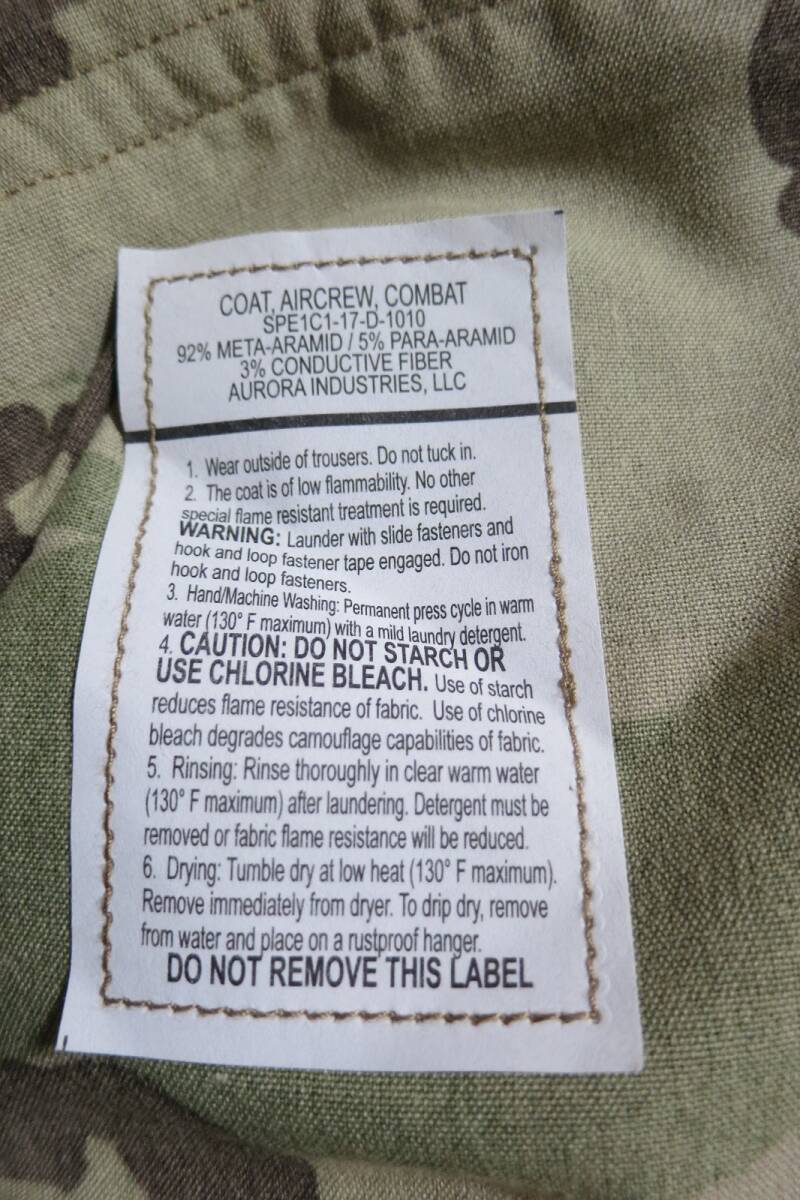 COAT, AIRCREW, COMBAT
SPE1C1-17-D-1010
92% META-ARAMID / 5% PARA-ARAMID
3% CONDUCTIVE FIBER
AURORA INDUSTRIES, LLC
1. Wear outside of trousers. Do not tuck in.
2. The coat is of low flammability. No other
special flame resistant treatment is required.
WARNING: Launder with slide fasteners and
hook and loop fastener tape engaged. Do not iron
hook and loop fasteners.
3. Hand/Machine Washing: Permanent press cycle in warm
water (130° F maximum) with a mild laundry detergent.
4. CAUTION: DO NOT STARCH OR
USE CHLORINE BLEACH. Use of starch
reduces flame resistance of fabric. Use of chlorine
bleach degrades camouflage capabilities of fabric.
5. Rinsing: Rinse thoroughly in clear warm water
(130° F maximum) after laundering. Detergent must be
removed or fabric flame resistance will be reduced.
6. Drying: Tumble dry at low heat (130° F maximum).
Remove immediately from dryer. To drip dry, remove
from water and place on a rustproof hanger.
DO NOT REMOVE THIS LABEL